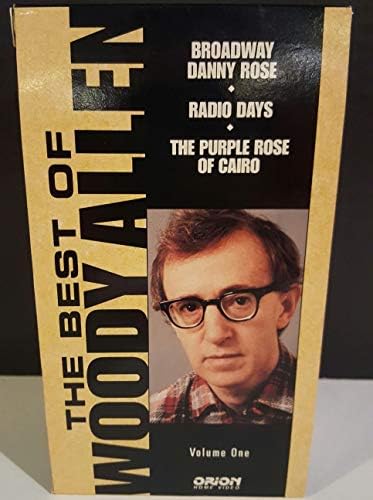 THE BEST OF
WOODY ALLEN
BROADWAY
DANNY ROSE
RADIO DAYS
THE PURPLE ROSE
OF CAIRO
Volume One
ORION
HOME VIDEO